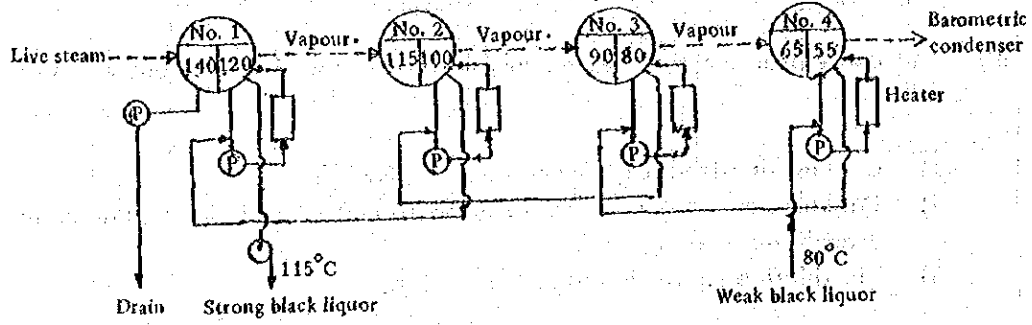 No. 1
No. 2
No. 3
No. 4
Barometric
condenser
Live steam
Vapour.
Vapour.
Vapour
140 120
115 100
90 80
65 55
Heater
P
P
P
P
P
115°C
80°C
Drain
Strong black liquor
Weak black liquor